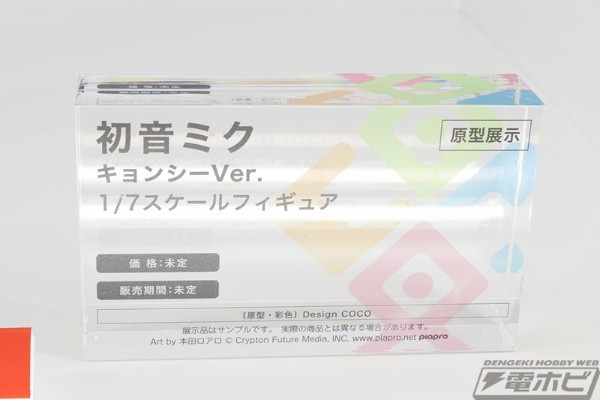 初音ミク
原型展示
キョンシーVer.
1/7スケールフィギュア
価 格：未定
販売期間：未定
（原型・彩色）Design COCO
展示品はサンプルです。 実際の商品とは異なる場合があります。
Art by 本田ロアロ © Crypton Future Media, INC. www.piapro.net piapro
DENGEKI HOBBY WEB
電ホビ